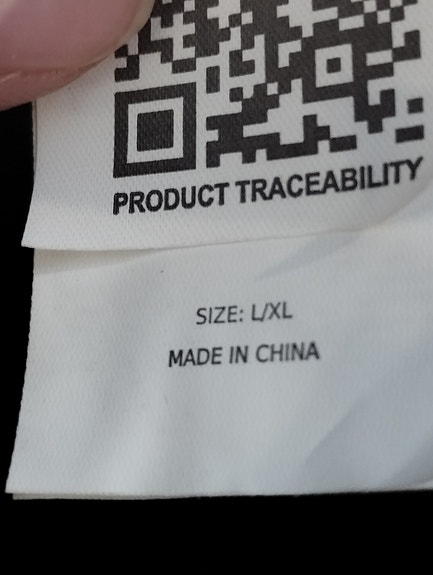 PRODUCT TRACEABILITY
SIZE: L/XL
MADE IN CHINA